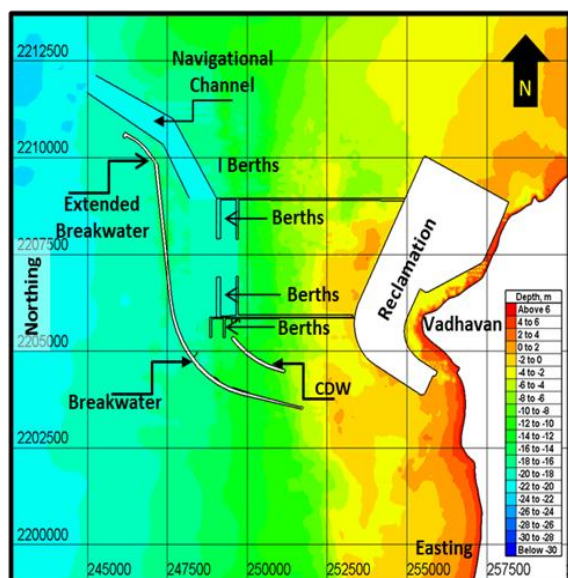 2212500
Navigational
Channel
N
2210000
I Berths
Extended
Breakwater
Berths
2207500
Northing
Reclamation
Berths
Berths
Vadhavan
2205000
Breakwater
CDW
2202500
2200000
Easting
245000
247500
250000
252500
255000
257500
Depth, m
Above 6
4 to 6
2 to 4
0 to 2
-2 to 0
-4 to -2
-6 to -4
-8 to -6
-10 to -8
-12 to -10
-14 to -12
-16 to -14
-18 to -16
-20 to -18
-22 to -20
-24 to -22
-26 to -24
-28 to -26
-30 to -28
Below -30